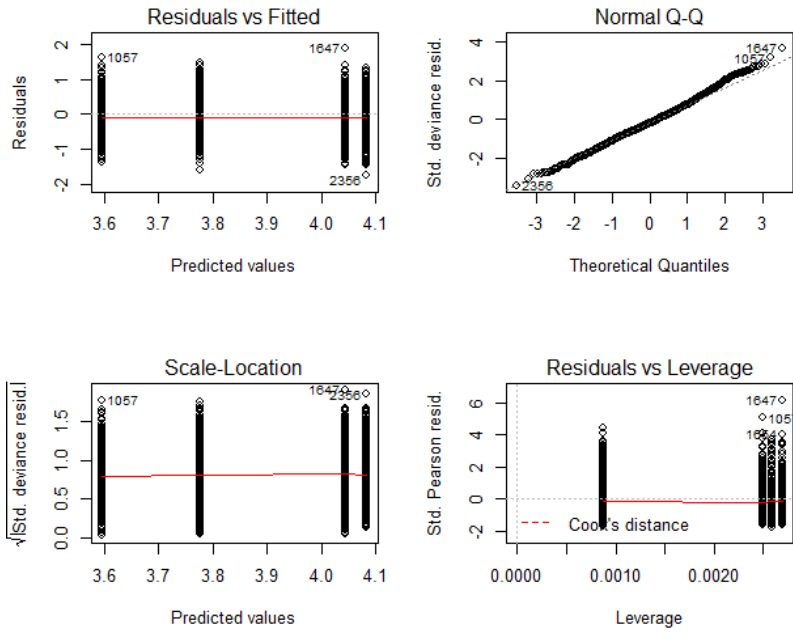 Residuals vs Fitted
Residuals
2
1
0
-1
-2
1057
1647
2356
3.6 3.7 3.8 3.9 4.0 4.1
Predicted values
Normal Q-Q
Std. deviance resid.
4
2
0
-2
1647
1057
2356
-3 -2 -1 0 1 2 3
Theoretical Quantiles
Scale-Location
√|Std. deviance resid.|
1.5
1.0
0.5
0.0
1057
1647
2356
3.6 3.7 3.8 3.9 4.0 4.1
Predicted values
Residuals vs Leverage
Std. Pearson resid.
6
4
2
0
-2
1647
Cook's distance
0.0000 0.0010 0.0020
Leverage